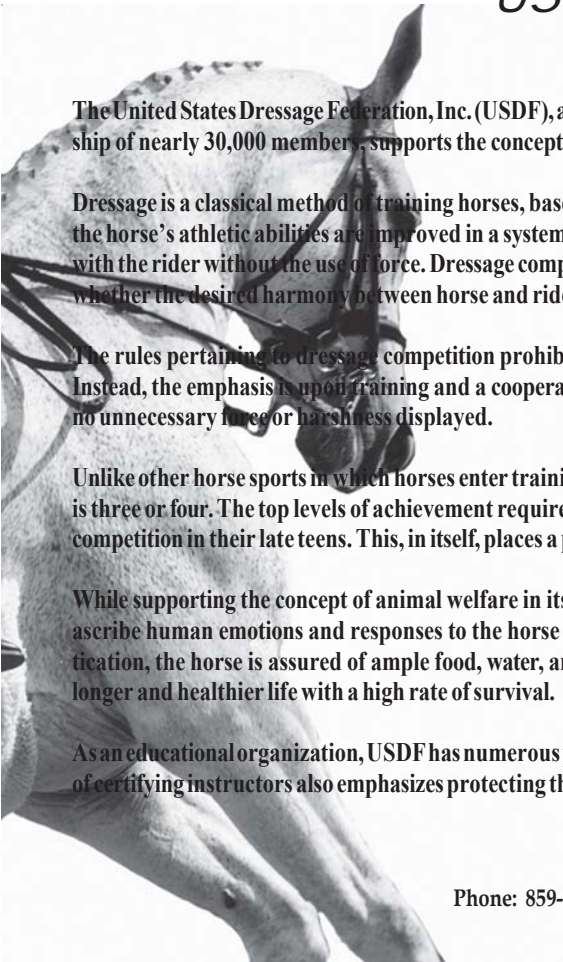 US
The United States Dressage Federation, Inc. (USDF), a
ship of nearly 30,000 members, supports the concept
Dressage is a classical method of training horses, base
the horse's athletic abilities are improved in a system
with the rider without the use of force. Dressage comp
whether the desired harmony between horse and ride
The rules pertaining to dressage competition prohib
Instead, the emphasis is upon training and a coopera
no unnecessary force or harshness displayed.
Unlike other horse sports in which horses enter traini
is three or four. The top levels of achievement require
competition in their late teens. This, in itself, places a p
While supporting the concept of animal welfare in its
ascribe human emotions and responses to the horse
tication, the horse is assured of ample food, water, an
longer and healthier life with a high rate of survival.
As an educational organization, USDF has numerous
of certifying instructors also emphasizes protecting th
Phone: 859-